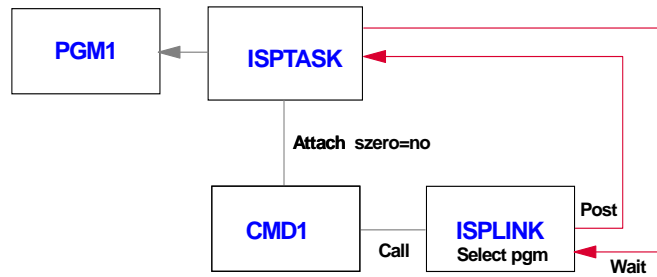 PGM1
ISPTASK
Attach szero=no
CMD1
Call
ISPLINK
Select pgm
Post
Wait